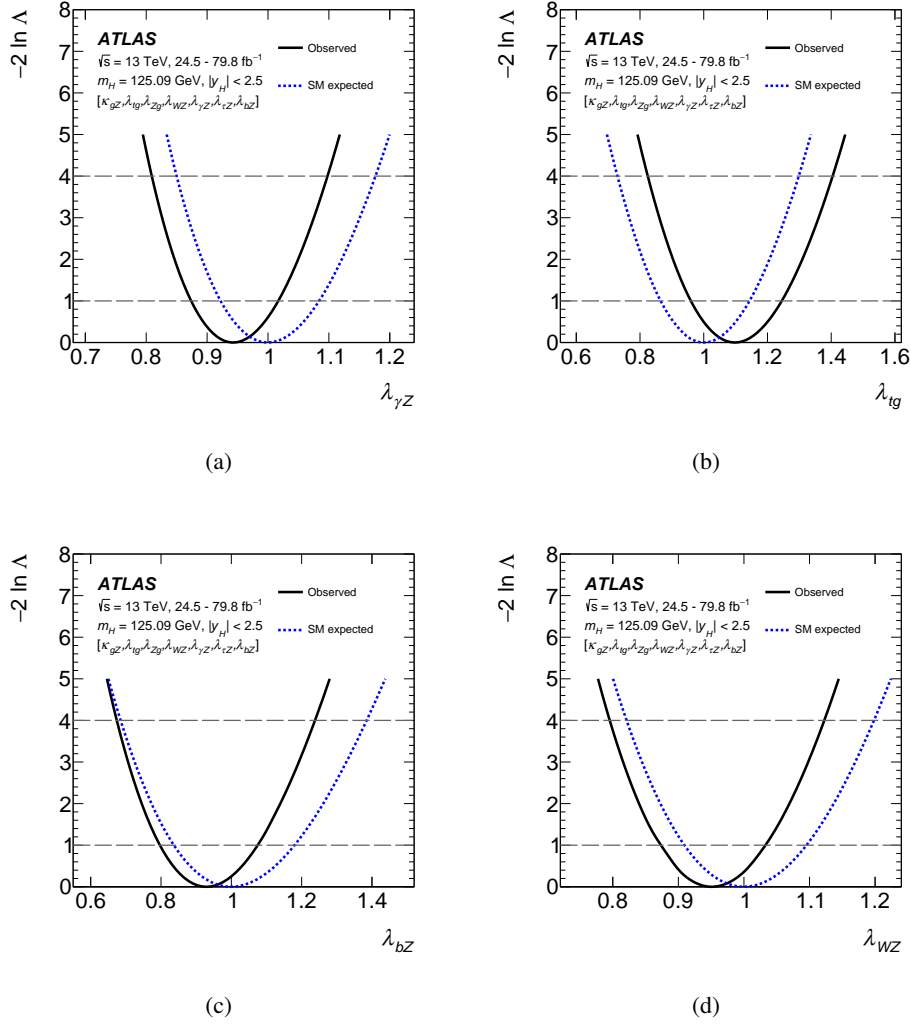 −2 ln Λ
8
7
6
5
4
3
2
1
0
ATLAS
√s = 13 TeV, 24.5 - 79.8 fb⁻¹
m_H = 125.09 GeV, |y_H| < 2.5
[κ_gZ,λ_tg,λ_Zg,λ_WZ,λ_γZ,λ_τZ,λ_bZ]
Observed
SM expected
0.7 0.8 0.9 1 1.1 1.2
λ_γZ
(a)
−2 ln Λ
8
7
6
5
4
3
2
1
0
ATLAS
√s = 13 TeV, 24.5 - 79.8 fb⁻¹
m_H = 125.09 GeV, |y_H| < 2.5
[κ_gZ,λ_tg,λ_Zg,λ_WZ,λ_γZ,λ_τZ,λ_bZ]
Observed
SM expected
0.6 0.8 1 1.2 1.4 1.6
λ_tg
(b)
−2 ln Λ
8
7
6
5
4
3
2
1
0
ATLAS
√s = 13 TeV, 24.5 - 79.8 fb⁻¹
m_H = 125.09 GeV, |y_H| < 2.5
[κ_gZ,λ_tg,λ_Zg,λ_WZ,λ_γZ,λ_τZ,λ_bZ]
Observed
SM expected
0.6 0.8 1 1.2 1.4
λ_bZ
(c)
−2 ln Λ
8
7
6
5
4
3
2
1
0
ATLAS
√s = 13 TeV, 24.5 - 79.8 fb⁻¹
m_H = 125.09 GeV, |y_H| < 2.5
[κ_gZ,λ_tg,λ_Zg,λ_WZ,λ_γZ,λ_τZ,λ_bZ]
Observed
SM expected
0.8 0.9 1 1.1 1.2
λ_WZ
(d)